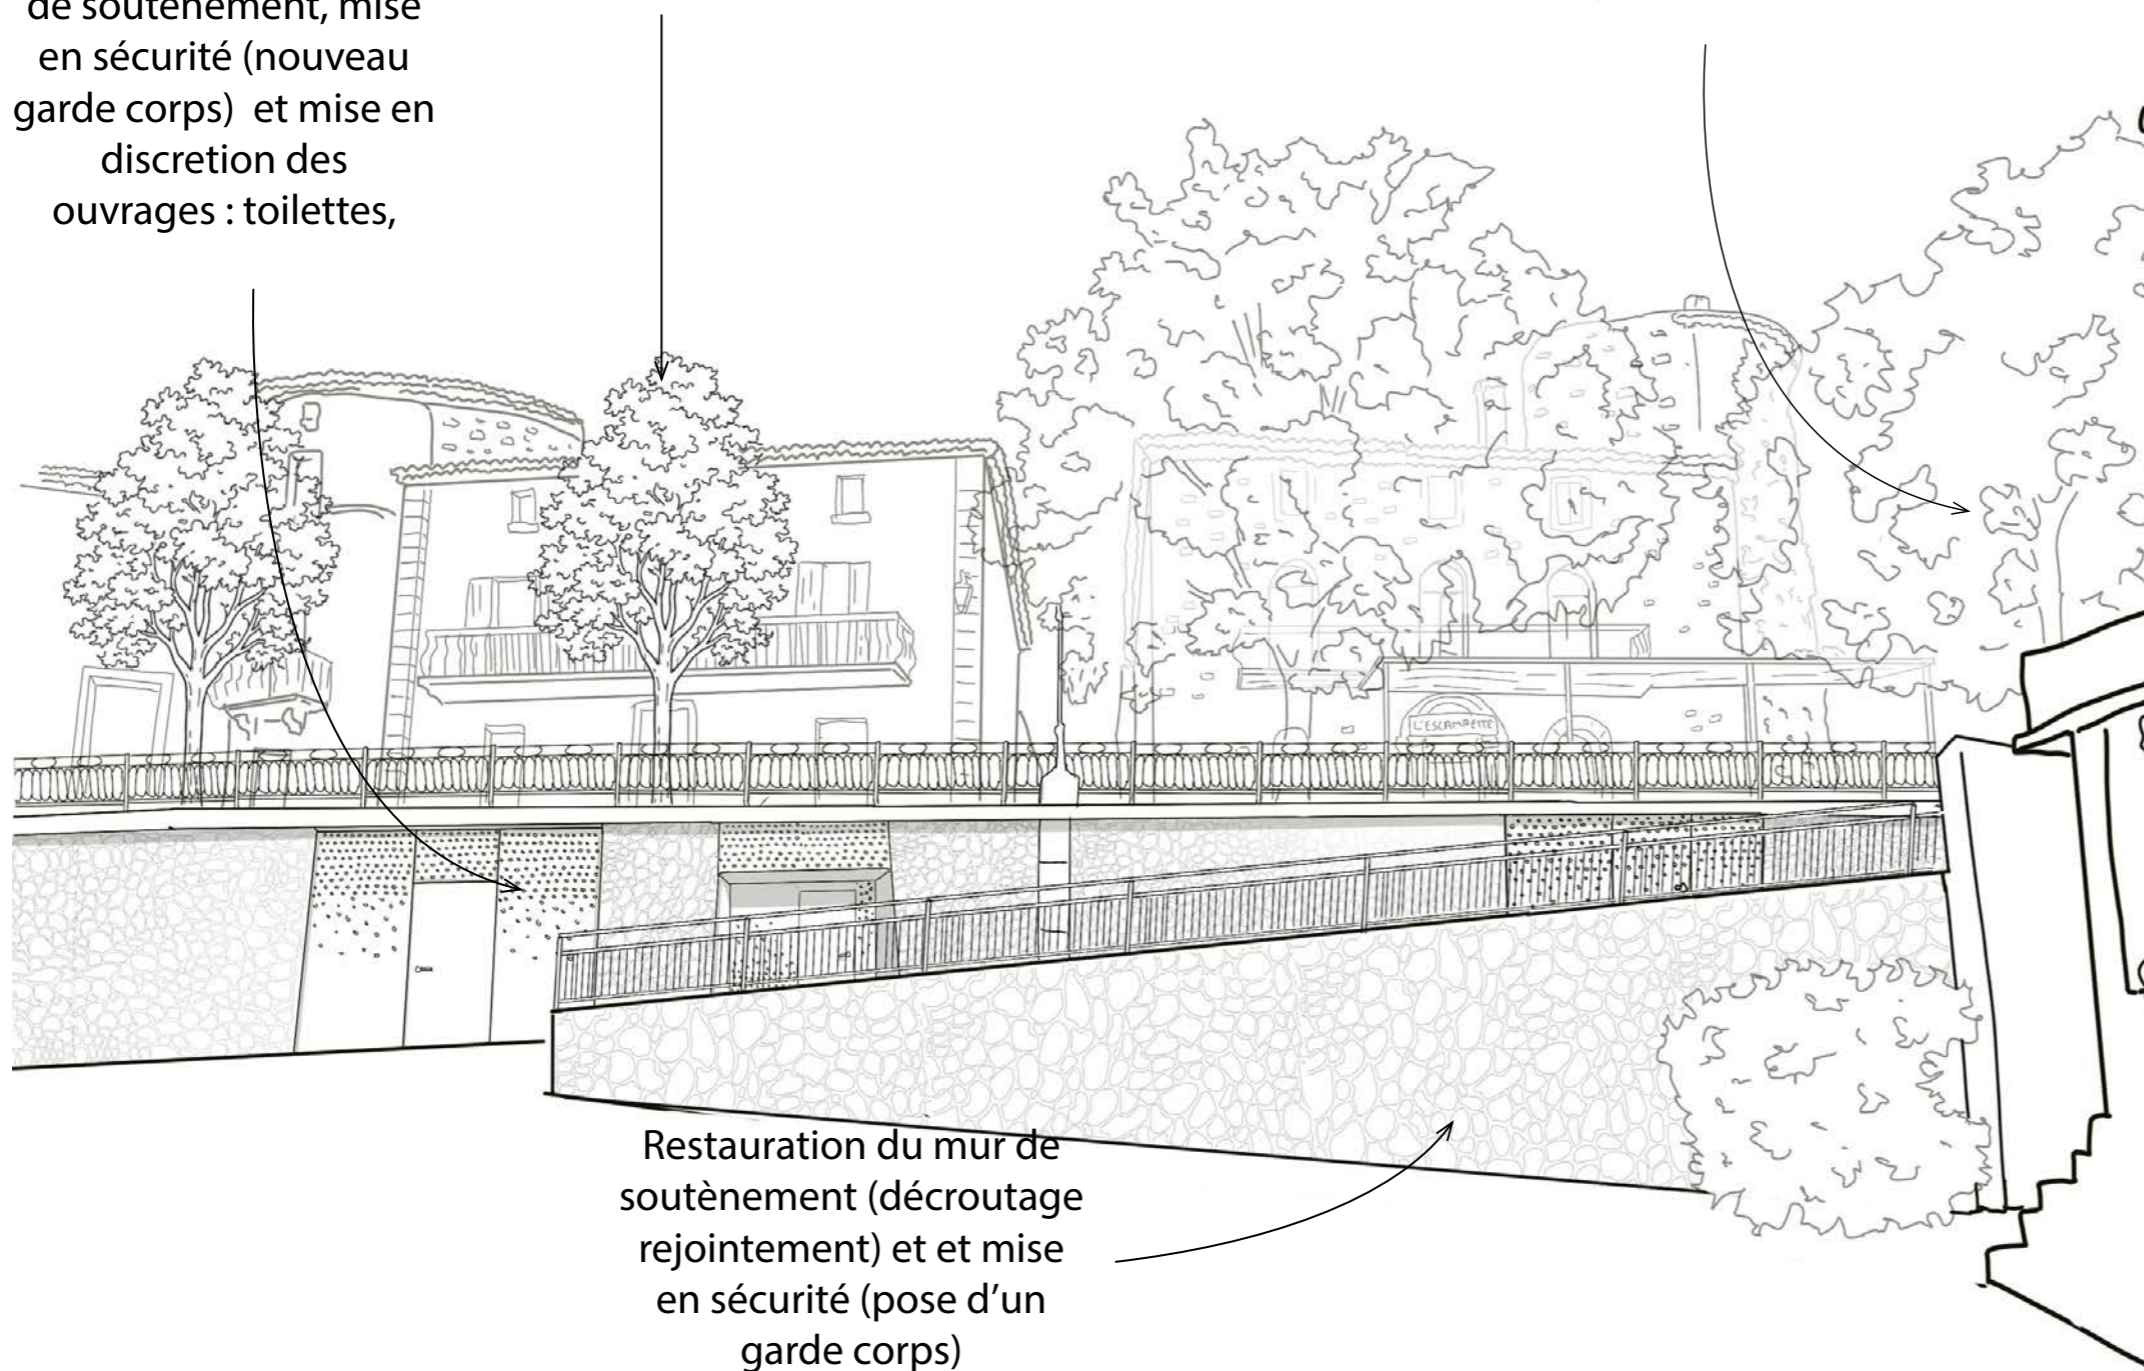 de soutènement, mise
en sécurité (nouveau
garde corps)  et mise en
discretion des
ouvrages : toilettes,
L'ESCAMPETTE
Restauration du mur de
soutènement (décroutage
rejointement) et et mise
en sécurité (pose d’un
garde corps)